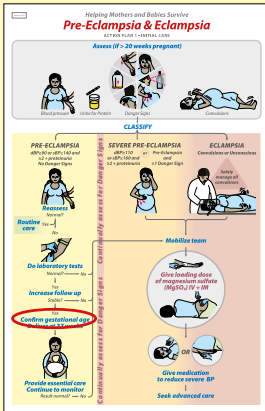 Helping Mothers and Babies Survive
Pre-Eclampsia & Eclampsia
ACTION PLAN 1 • INITIAL CARE
Assess (if > 20 weeks pregnant)
Blood pressure
Urine for Protein
Danger Signs
Convulsions
CLASSIFY
PRE-ECLAMPSIA
dBP≥90 or sBP≥140 and
≥2 + proteinuria
No Danger Signs
Reassess
Normal?
Yes
No
Routine
care
Do laboratory tests
Normal?
No
Yes
Increase follow up
Stable?
No
Yes
Confirm gestational age
Deliver at 37 weeks
Provide essential care
Continue to monitor
Result normal?
No
Continually assess for Danger Signs
Continually assess for Danger Signs
SEVERE PRE-ECLAMPSIA
dBP≥110
or sBP≥160 and
≥2 + proteinuria
or
Pre-Eclampsia
and
≥1 Danger Sign
ECLAMPSIA
Convulsions or Unconscious
Safely
manage all
convulsions
Mobilize team
Give loading dose
of magnesium sulfate
(MgSO₄) IV + IM
OR
Give medication
to reduce severe BP
Seek advanced care